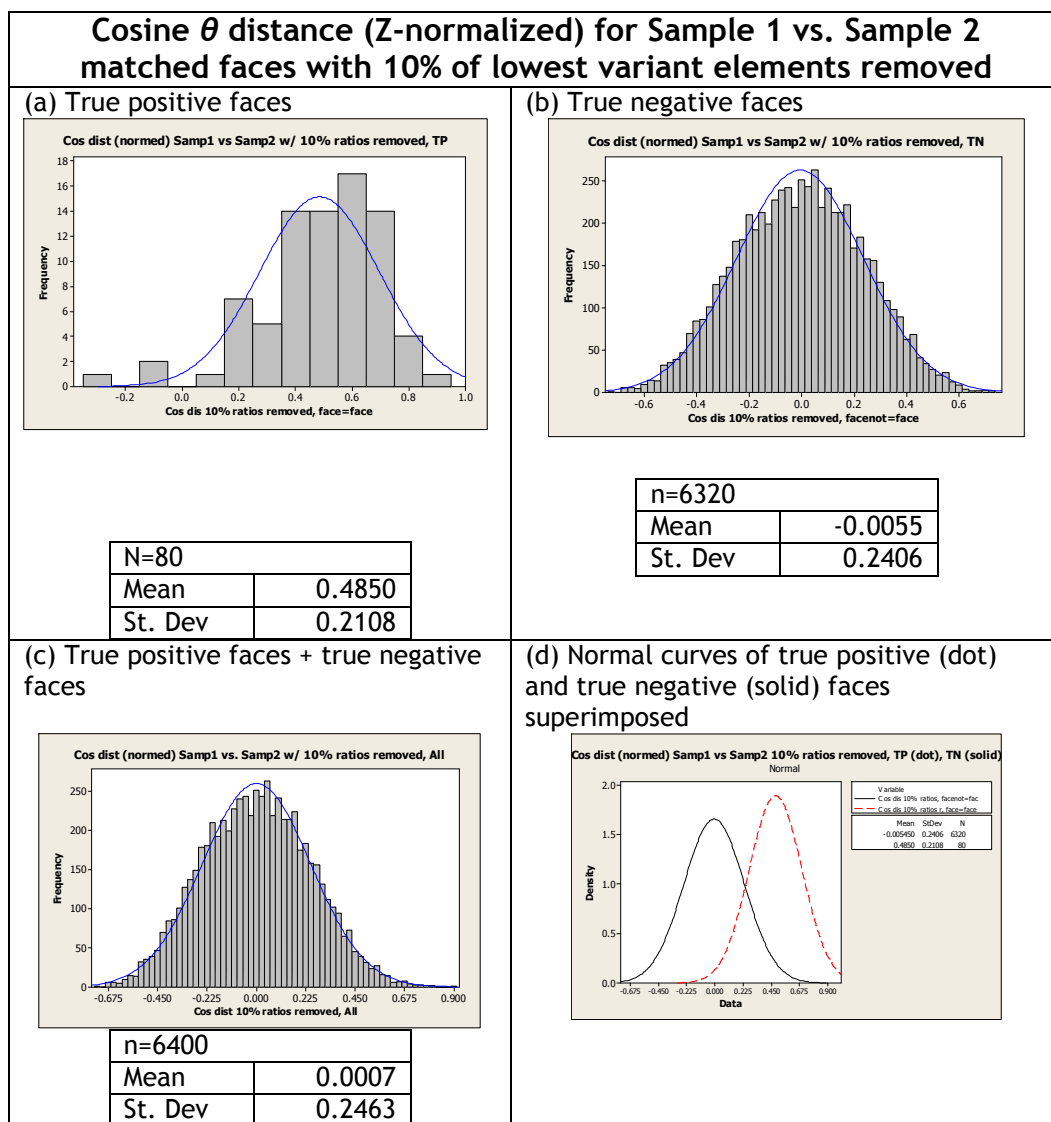 Cosine θ distance (Z-normalized) for Sample 1 vs. Sample 2
matched faces with 10% of lowest variant elements removed
(a) True positive faces
Cos dist (normed) Samp1 vs Samp2 w/ 10% ratios removed, TP
18
16
14
12
10
8
6
4
2
0
Frequency
-0.2 0.0 0.2 0.4 0.6 0.8 1.0
Cos dis 10% ratios removed, face=face
N=80
Mean 0.4850
St. Dev 0.2108
(b) True negative faces
Cos dist (normed) Samp1 vs Samp2 w/ 10% ratios removed, TN
250
200
150
100
50
0
Frequency
-0.6 -0.4 -0.2 0.0 0.2 0.4 0.6
Cos dis 10% ratios removed, facenot=face
n=6320
Mean -0.0055
St. Dev 0.2406
(c) True positive faces + true negative
faces
Cos dist (normed) Samp1 vs. Samp2 w/ 10% ratios removed, All
250
200
150
100
50
0
Frequency
-0.675 -0.450 -0.225 0.000 0.225 0.450 0.675 0.900
Cos dist 10% ratios removed, All
n=6400
Mean 0.0007
St. Dev 0.2463
(d) Normal curves of true positive (dot)
and true negative (solid) faces
superimposed
Cos dist (normed) Samp1 vs Samp2 10% ratios removed, TP (dot), TN (solid)
Normal
2.0
1.5
1.0
0.5
0.0
Density
-0.675 -0.450 -0.225 0.000 0.225 0.450 0.675 0.900
Data
Variable
Cos dis 10% ratios, facenot=fac
Cos dis 10% ratios r, face=face
Mean StDev N
-0.005450 0.2406 6320
0.4850 0.2108 80